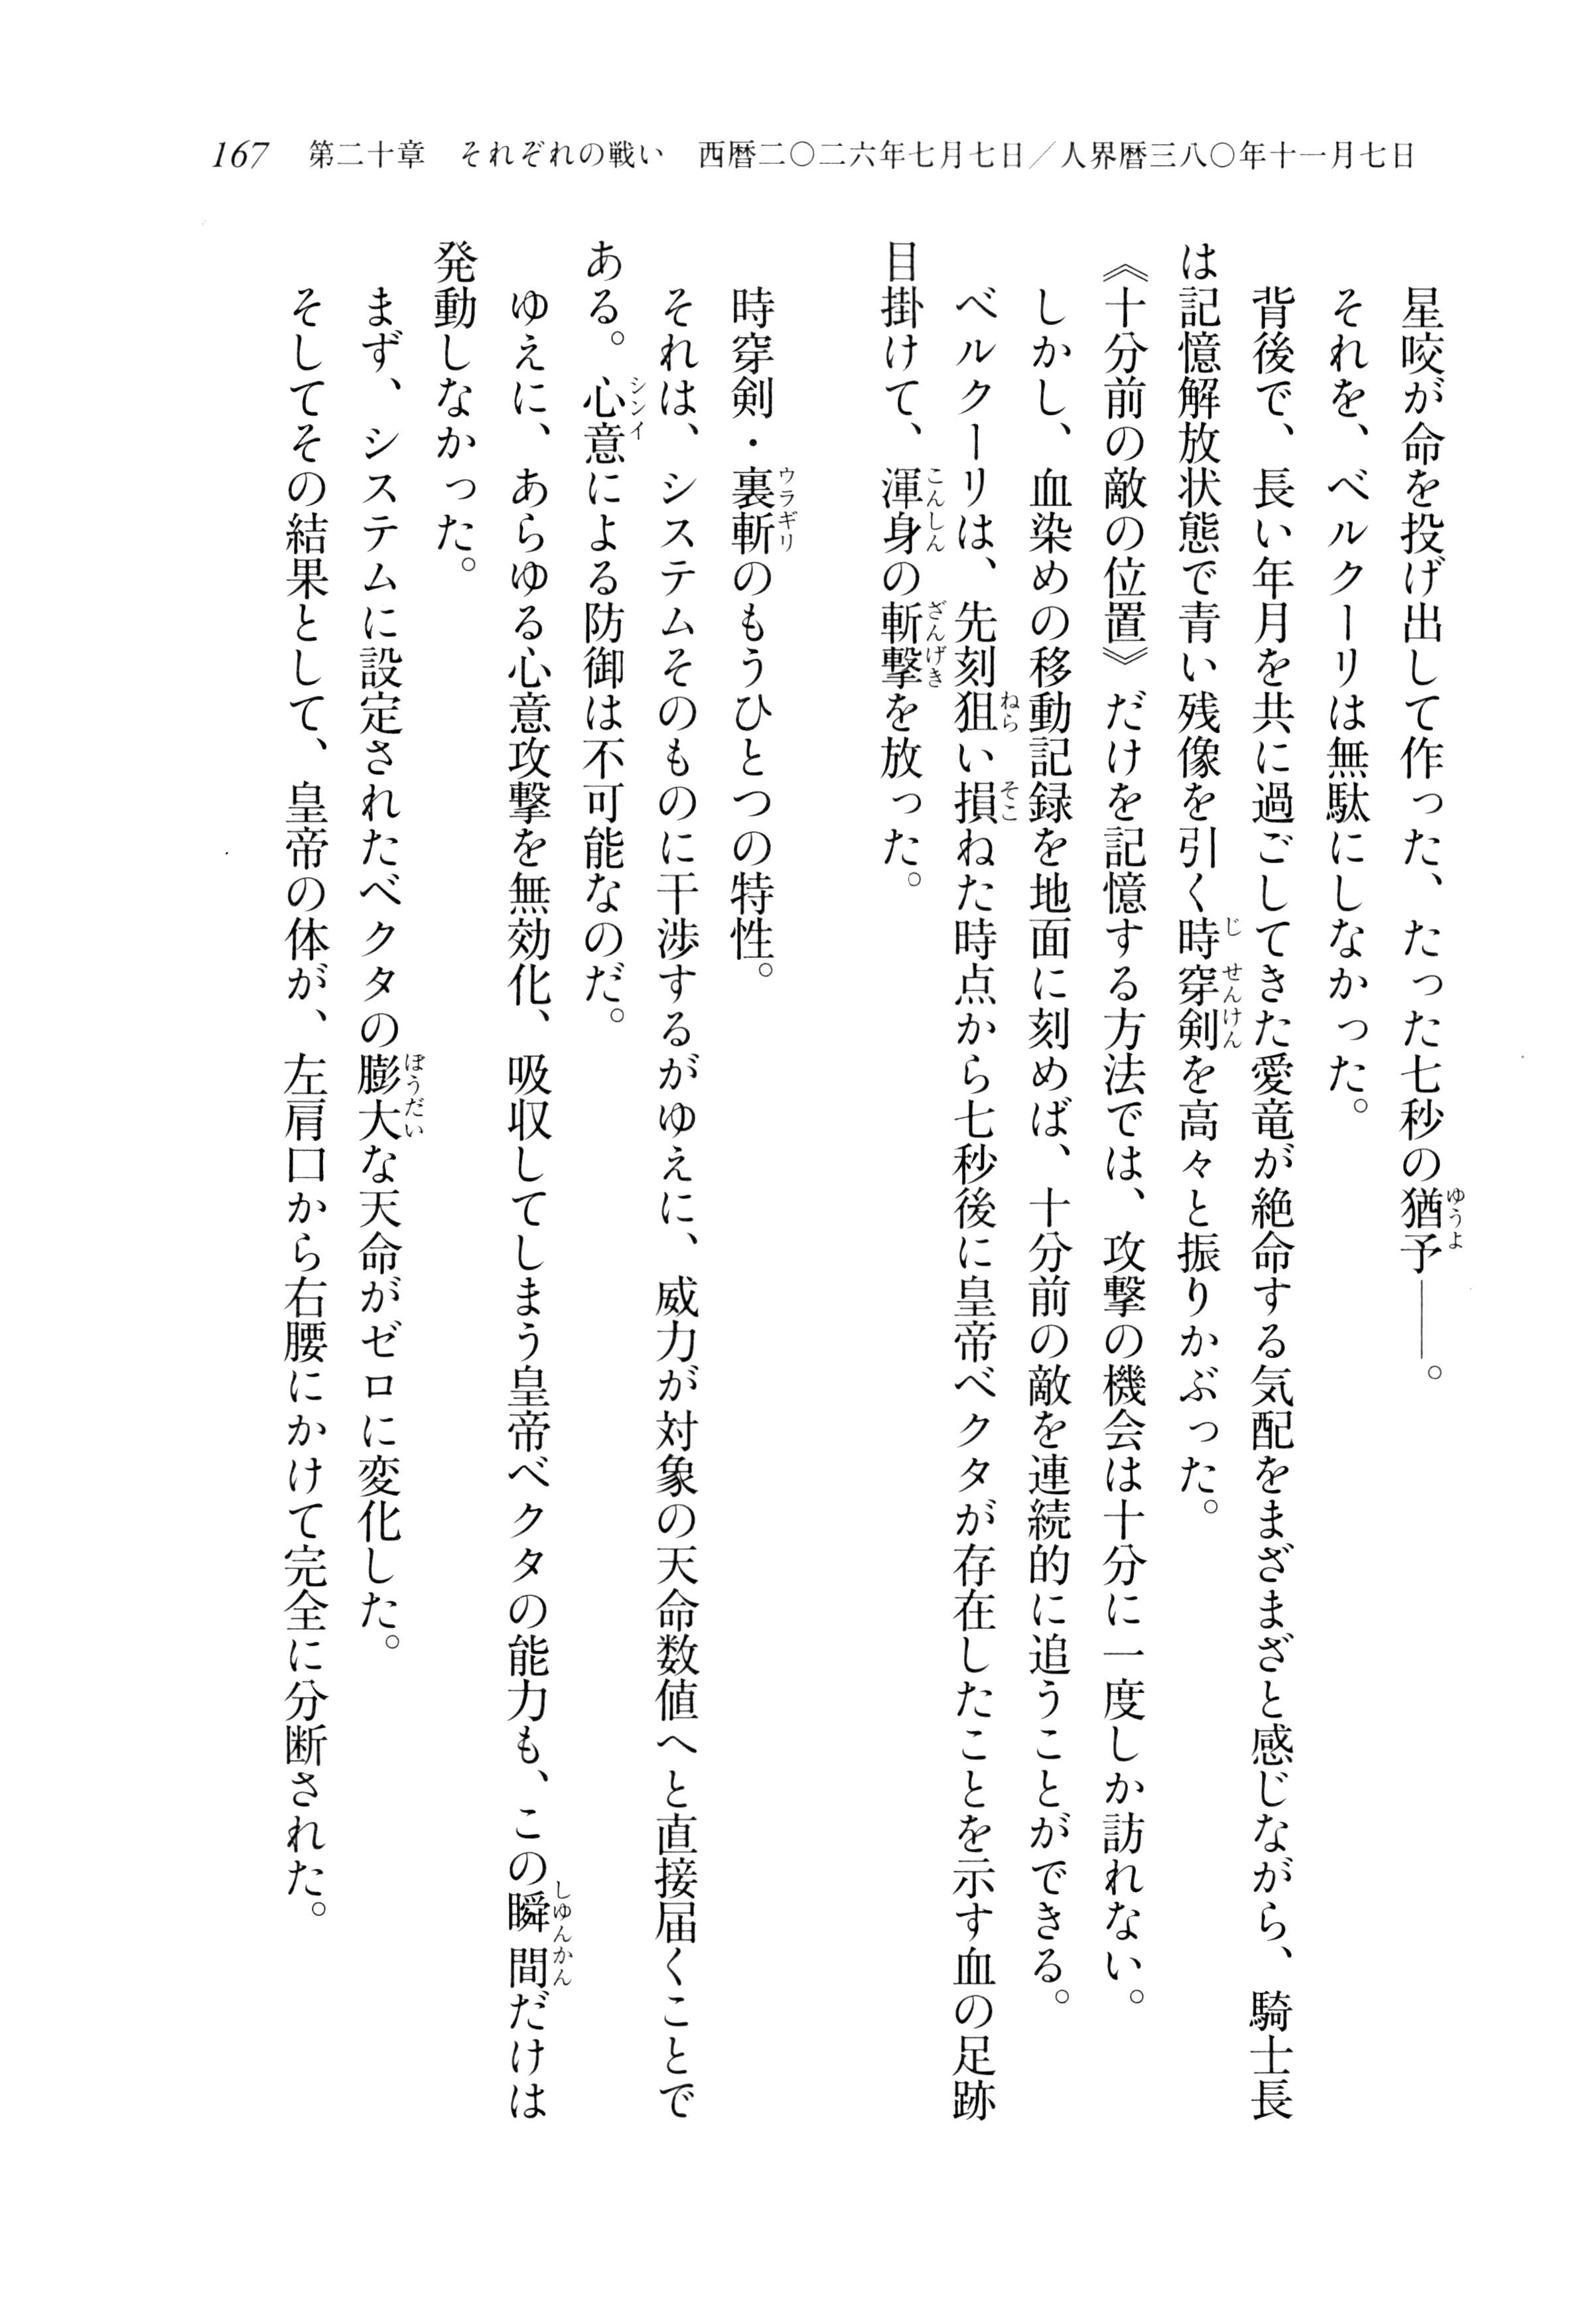 167　第二十章　それぞれの戦い　西暦二〇二六年七月七日／人界暦三八〇年十一月七日
　星咬が命を投げ出して作った、たった七秒の猶予――。
　それを、ベルクーリは無駄にしなかった。
　背後で、長い年月を共に過ごしてきた愛竜が絶命する気配をまざまざと感じながら、騎士長
は記憶解放状態で青い残像を引く時穿剣を高々と振りかぶった。
《十分前の敵の位置》だけを記憶する方法では、攻撃の機会は十分に一度しか訪れない。
　しかし、血染めの移動記録を地面に刻めば、十分前の敵を連続的に追うことができる。
　ベルクーリは、先刻狙い損ねた時点から七秒後に皇帝ベクタが存在したことを示す血の足跡
目掛けて、渾身の斬撃を放った。
　時穿剣・裏斬のもうひとつの特性。
　それは、システムそのものに干渉するがゆえに、威力が対象の天命数値へと直接届くことで
ある。心意による防御は不可能なのだ。
　ゆえに、あらゆる心意攻撃を無効化、吸収してしまう皇帝ベクタの能力も、この瞬間だけは
発動しなかった。
　まず、システムに設定されたベクタの膨大な天命がゼロに変化した。
　そしてその結果として、皇帝の体が、左肩口から右腰にかけて完全に分断された。